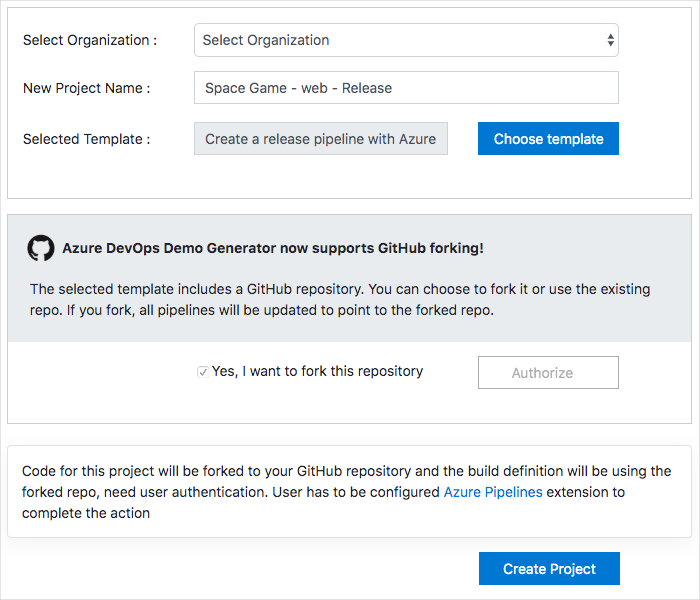 Select Organization :
Select Organization
New Project Name :
Space Game - web - Release
Selected Template :
Create a release pipeline with Azure
Choose template
Azure DevOps Demo Generator now supports GitHub forking!
The selected template includes a GitHub repository. You can choose to fork it or use the existing
repo. If you fork, all pipelines will be updated to point to the forked repo.
Yes, I want to fork this repository
Authorize
Code for this project will be forked to your GitHub repository and the build definition will be using the
forked repo, need user authentication. User has to be configured Azure Pipelines extension to
complete the action
Create Project